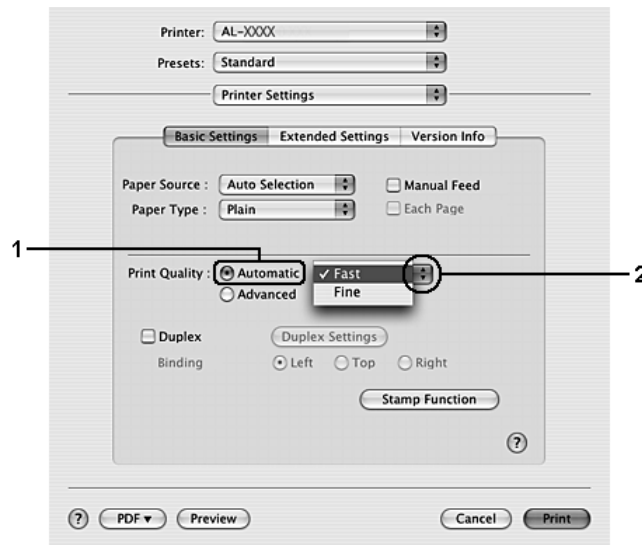 Printer: AL-XXXX
Presets: Standard
Printer Settings
Basic Settings Extended Settings Version Info
Paper Source : Auto Selection Manual Feed
Paper Type : Plain Each Page
1
Print Quality : Automatic ✓ Fast 2
Advanced Fine
Duplex Duplex Settings
Binding Left Top Right
Stamp Function
?
? PDF ▼ Preview Cancel Print